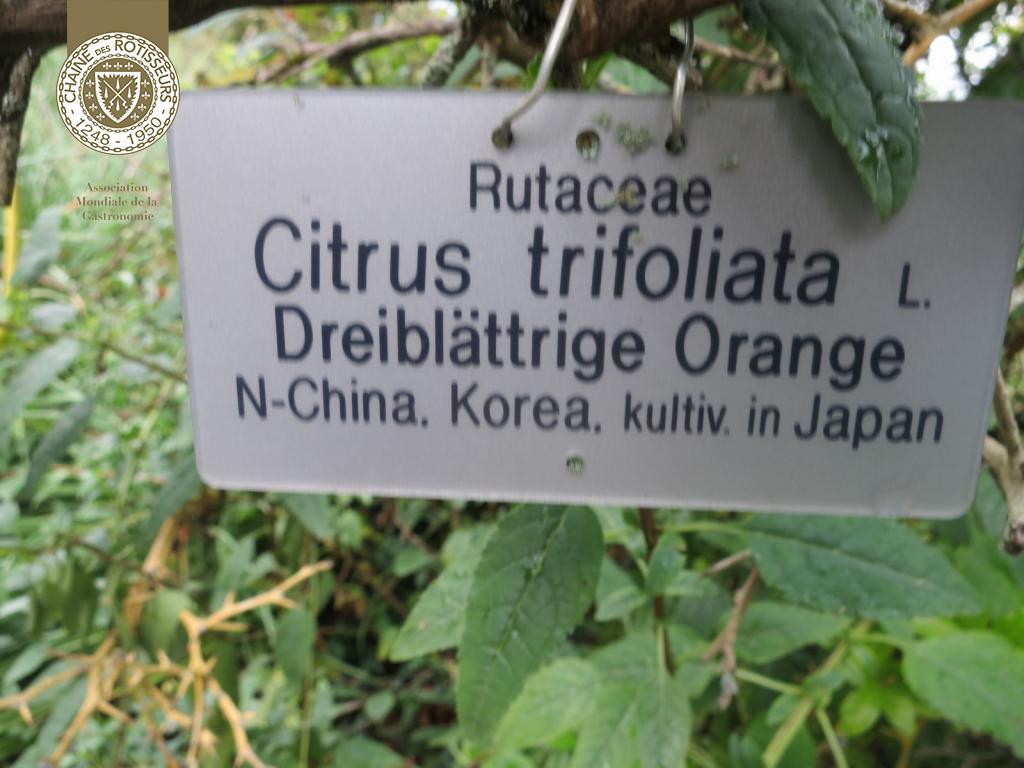 CHAINE DES ROTISSEURS
1248 - 1950
Association
Mondiale de la
Gastronomie
Rutaceae
Citrus trifoliata L.
Dreiblättrige Orange
N-China. Korea. kultiv. in Japan